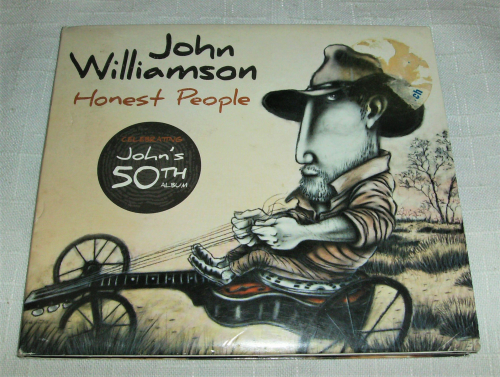 John
Williamson
Honest People
CELEBRATING
John's
50TH
ALBUM